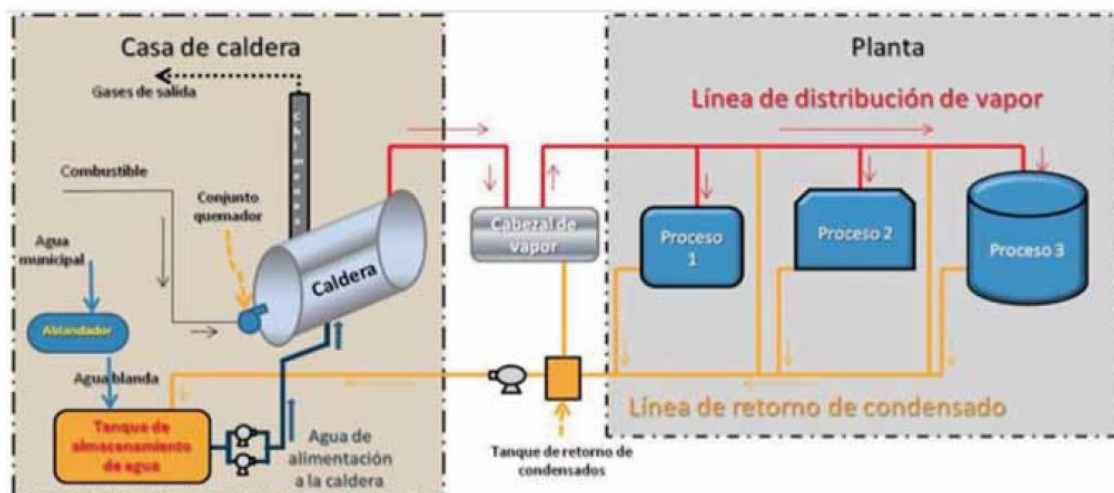 Casa de caldera
Gases de salida
Chimenea
Combustible
Conjunto
quemador
Agua
municipal
Caldera
Ablandador
Agua blanda
Tanque de
almacenamiento
de agua
Agua de
alimentación
a la caldera
Cabezal de
vapor
Tanque de retorno de
condensados
Planta
Línea de distribución de vapor
Proceso
1
Proceso 2
Proceso 3
Línea de retorno de condensado